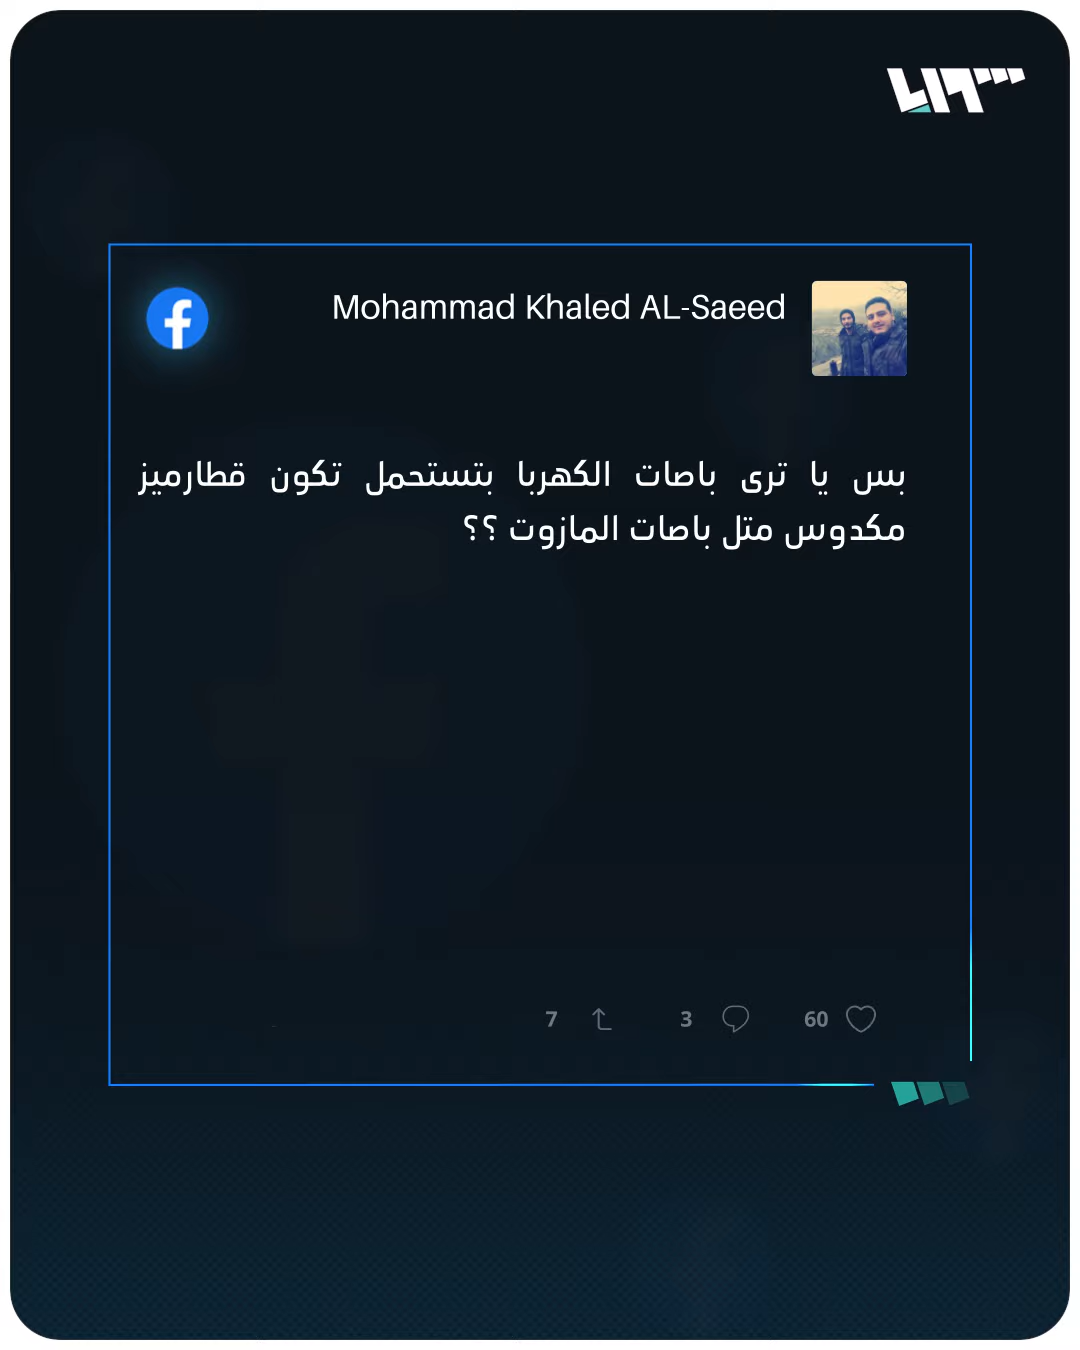 Mohammad Khaled AL-Saeed
بس يا ترى باصات الكهربا بتستحمل تكون قطارميز
مكدوس متل باصات المازوت ؟؟
60 3 7